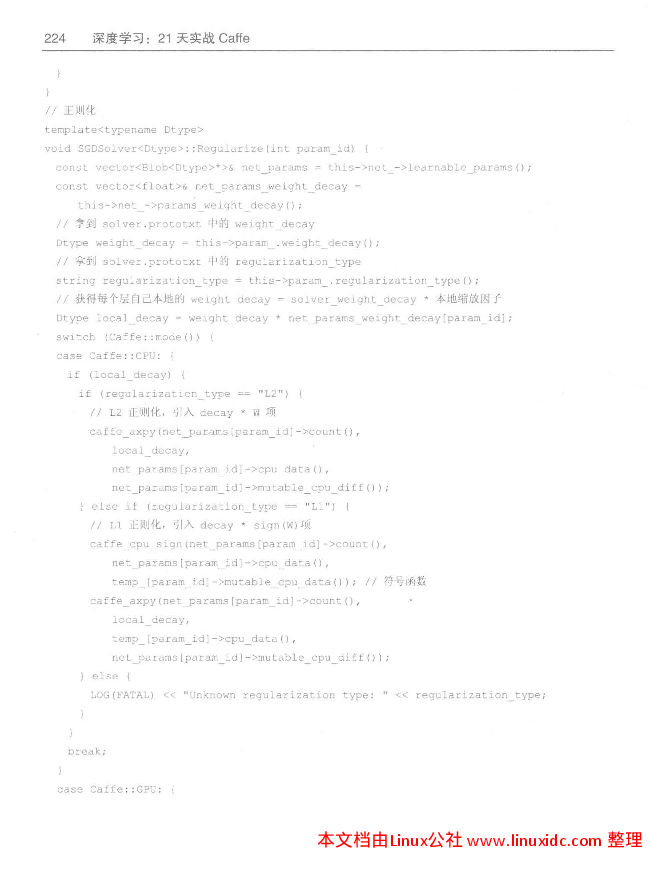 224 深度学习：21 天实战 Caffe
}
}
// 正则化
template<typename Dtype>
void SGDSolver<Dtype>::Regularize(int param_id) {
const vector<Blob<Dtype>*>& net_params = this->net_->learnable_params();
const vector<float>& net_params_weight_decay =
this->net_->params_weight_decay();
// 拿到 solver.prototxt 中的 weight_decay
Dtype weight_decay = this->param_.weight_decay();
// 拿到 solver.prototxt 中的 regularization_type
string regularization_type = this->param_.regularization_type();
// 获得每个层自己本地的 weight decay = solver_weight_decay * 本地缩放因子
Dtype local_decay = weight_decay * net_params_weight_decay[param_id];
switch (Caffe::mode()) {
case Caffe::CPU: {
if (local_decay) {
if (regularization_type == "L2") {
// L2 正则化，引入 decay * W 项
caffe_axpy(net_params[param_id]->count(),
local_decay,
net_params[param_id]->cpu_data(),
net_params[param_id]->mutable_cpu_diff());
} else if (regularization_type == "L1") {
// L1 正则化，引入 decay * sign(W)项
caffe_cpu_sign(net_params[param_id]->count(),
net_params[param_id]->cpu_data(),
temp_[param_id]->mutable_cpu_data()); // 符号函数
caffe_axpy(net_params[param_id]->count(),
local_decay,
temp_[param_id]->cpu_data(),
net_params[param_id]->mutable_cpu_diff());
} else {
LOG(FATAL) << "Unknown regularization type: " << regularization_type;
}
}
break;
}
case Caffe::GPU: {
本文档由Linux公社 www.linuxidc.com 整理